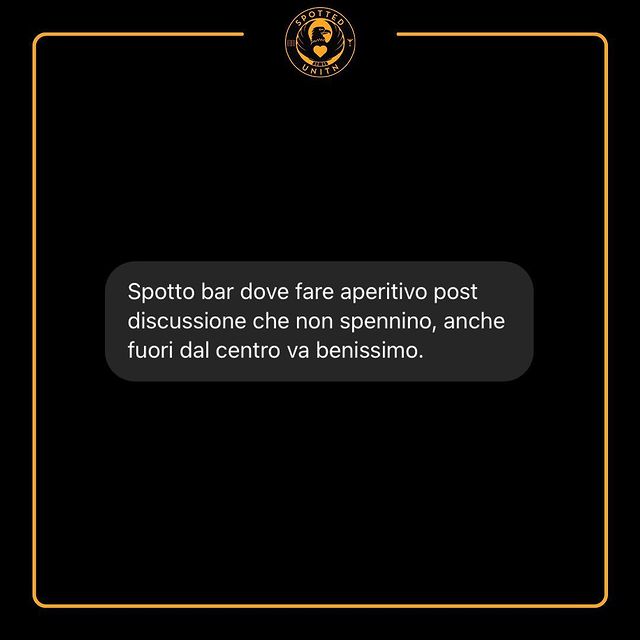 SPOTTED
UNITN
Spotto bar dove fare aperitivo post
discussione che non spennino, anche
fuori dal centro va benissimo.